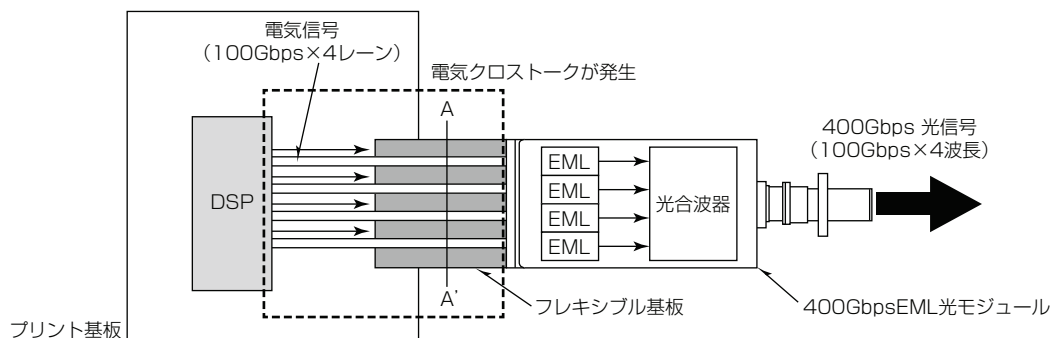 電気信号
（100Gbps×4レーン）
電気クロストークが発生
A
400Gbps 光信号
（100Gbps×4波長）
DSP
EML
EML
EML
EML
光合波器
A'
フレキシブル基板
400GbpsEML光モジュール
プリント基板